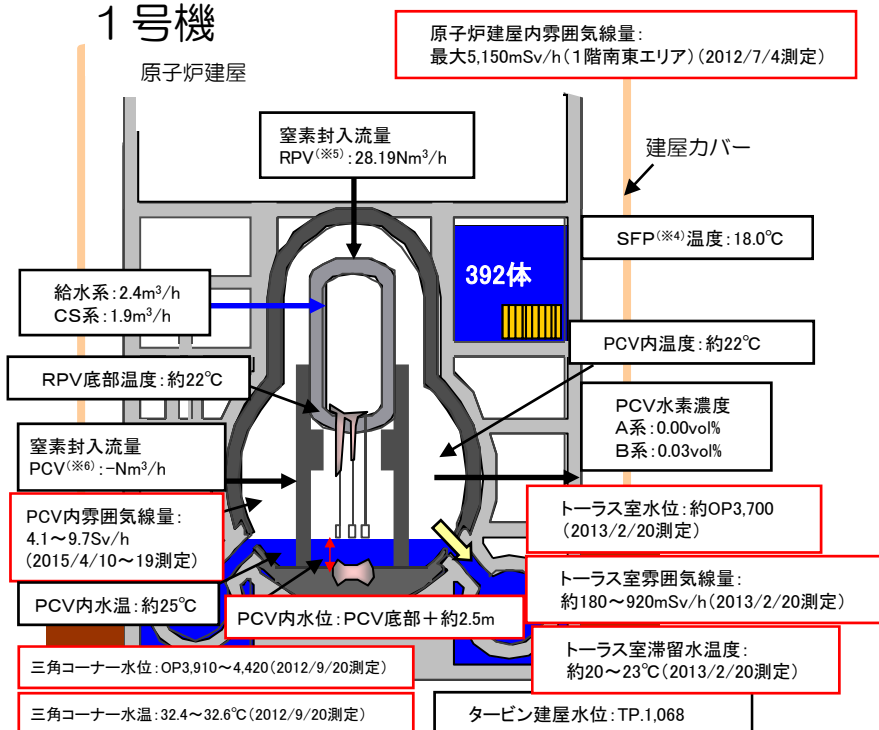 1号機
原子炉建屋内雰囲気線量:
最大5,150mSv/h(1階南東エリア)(2012/7/4測定)
原子炉建屋
窒素封入流量
RPV(※5):28.19Nm³/h
建屋カバー
SFP(※4)温度:18.0℃
392体
給水系:2.4m³/h
CS系:1.9m³/h
PCV内温度:約22℃
RPV底部温度:約22℃
PCV水素濃度
A系:0.00vol%
B系:0.03vol%
窒素封入流量
PCV(※6):-Nm³/h
PCV内雰囲気線量:
4.1~9.7Sv/h
(2015/4/10~19測定)
トーラス室水位:約OP3,700
(2013/2/20測定)
トーラス室雰囲気線量:
約180~920mSv/h(2013/2/20測定)
PCV内水温:約25℃
PCV内水位:PCV底部+約2.5m
トーラス室滞留水温度:
約20~23℃(2013/2/20測定)
三角コーナー水位:OP3,910~4,420(2012/9/20測定)
三角コーナー水温:32.4~32.6℃(2012/9/20測定)
タービン建屋水位:TP.1,068